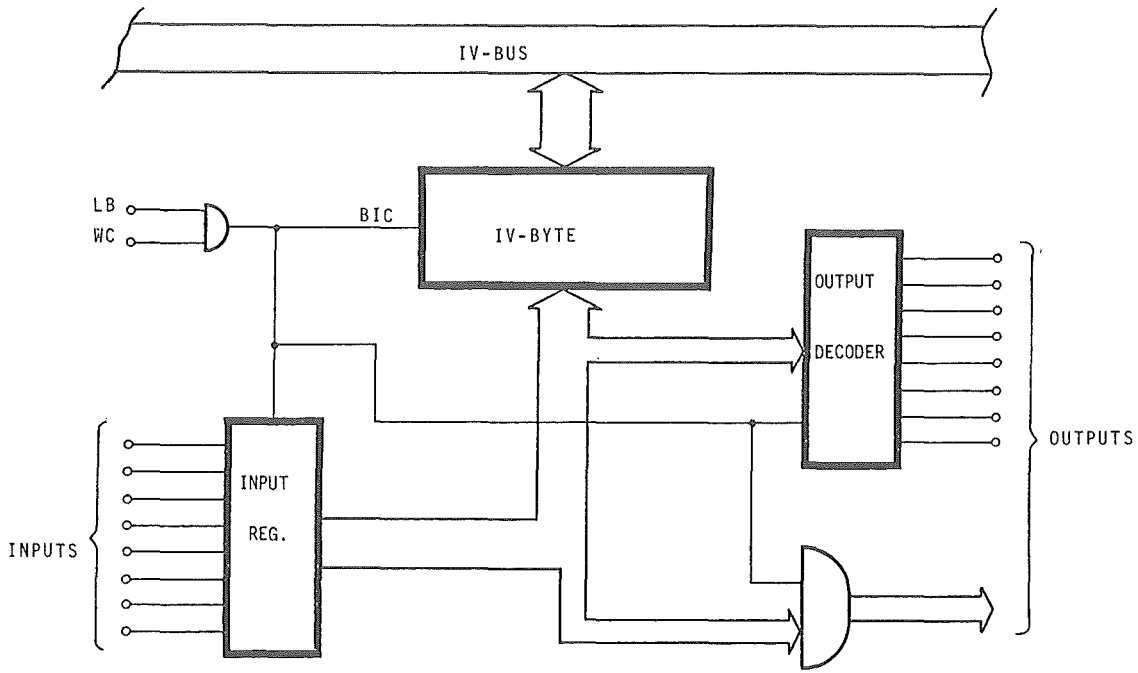 IV-BUS
LB
WC
BIC
IV-BYTE
OUTPUT
DECODER
INPUT
REG.
INPUTS
OUTPUTS